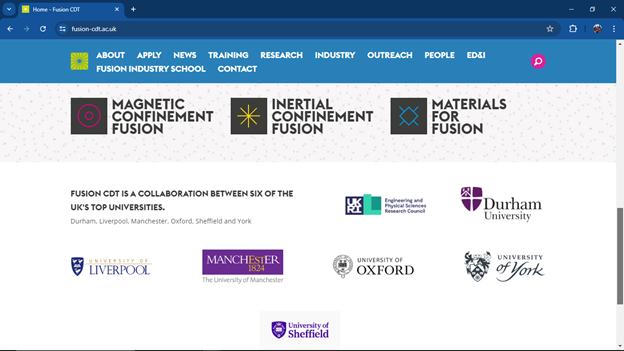 Home - Fusion CDT
fusion-cdt.ac.uk
ABOUT APPLY NEWS TRAINING RESEARCH INDUSTRY OUTREACH PEOPLE ED&I
FUSION INDUSTRY SCHOOL CONTACT
MAGNETIC
CONFINEMENT
FUSION
INERTIAL
CONFINEMENT
FUSION
MATERIALS
FOR
FUSION
FUSION CDT IS A COLLABORATION BETWEEN SIX OF THE
UK'S TOP UNIVERSITIES.
Durham, Liverpool, Manchester, Oxford, Sheffield and York
UKRI
Engineering and
Physical Sciences
Research Council
Durham
University
UNIVERSITY OF
LIVERPOOL
MANCHESTER
1824
The University of Manchester
UNIVERSITY OF
OXFORD
UNIVERSITY
of York
University of
Sheffield